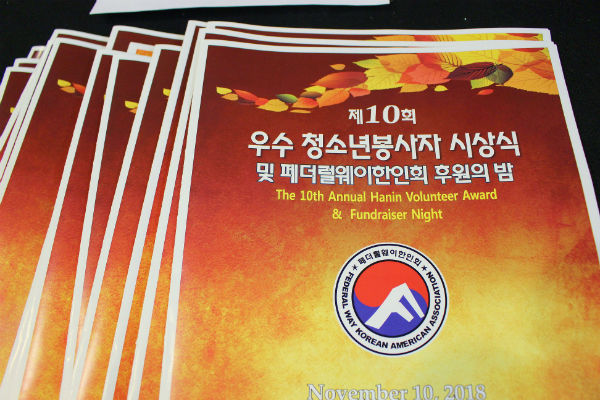 제10회
우수 청소년봉사자 시상식
및 페더럴웨이한인회 후원의 밤
The 10th Annual Hanin Volunteer Award
& Fundraiser Night
★ 페더럴웨이한인회 ★
FEDERAL WAY KOREAN AMERICAN ASSOCIATION
November 10, 2018